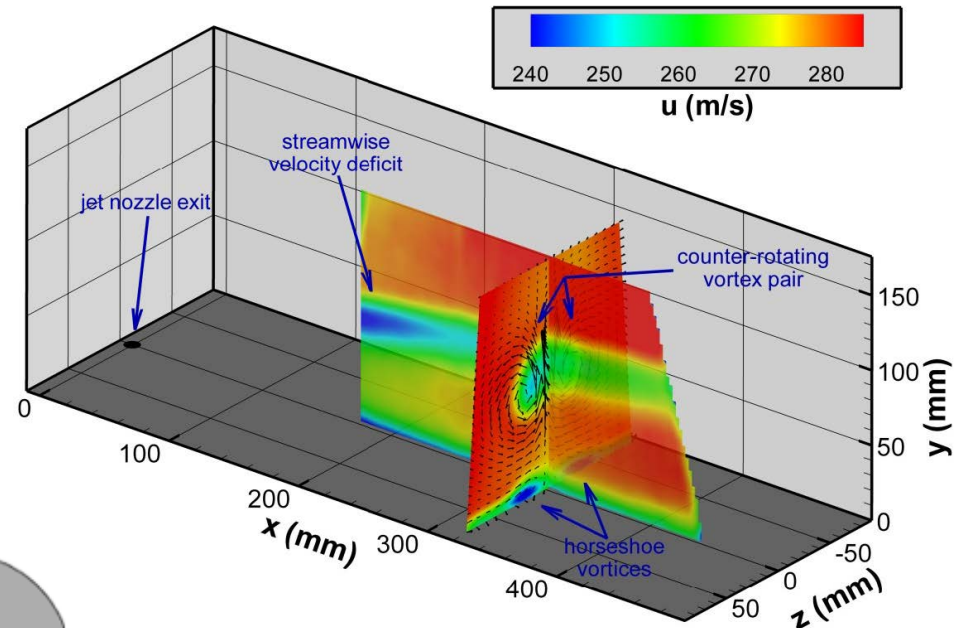 240 250 260 270 280
u (m/s)
streamwise
velocity deficit
jet nozzle exit
counter-rotating
vortex pair
150
100
50
0
y (mm)
0
100
200
300
400
x (mm)
horseshoe
vortices
-50
0
50
z (mm)